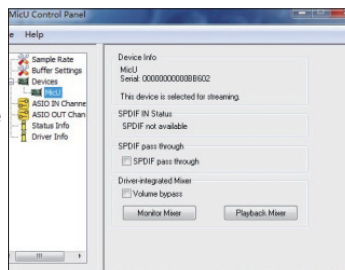 MicU Control Panel
e Help
Sample Rate
Buffer Settings
Devices
MicU
ASIO IN Channe
ASIO OUT Chan
Status Info
Driver Info
Device Info
MicU
Serial: 0000000000BB602
This device is selected for streaming.
SPDIF IN Status
SPDIF not available
SPDIF pass through
SPDIF pass through
Driver-integrated Mixer
Volume bypass
Monitor Mixer
Playback Mixer